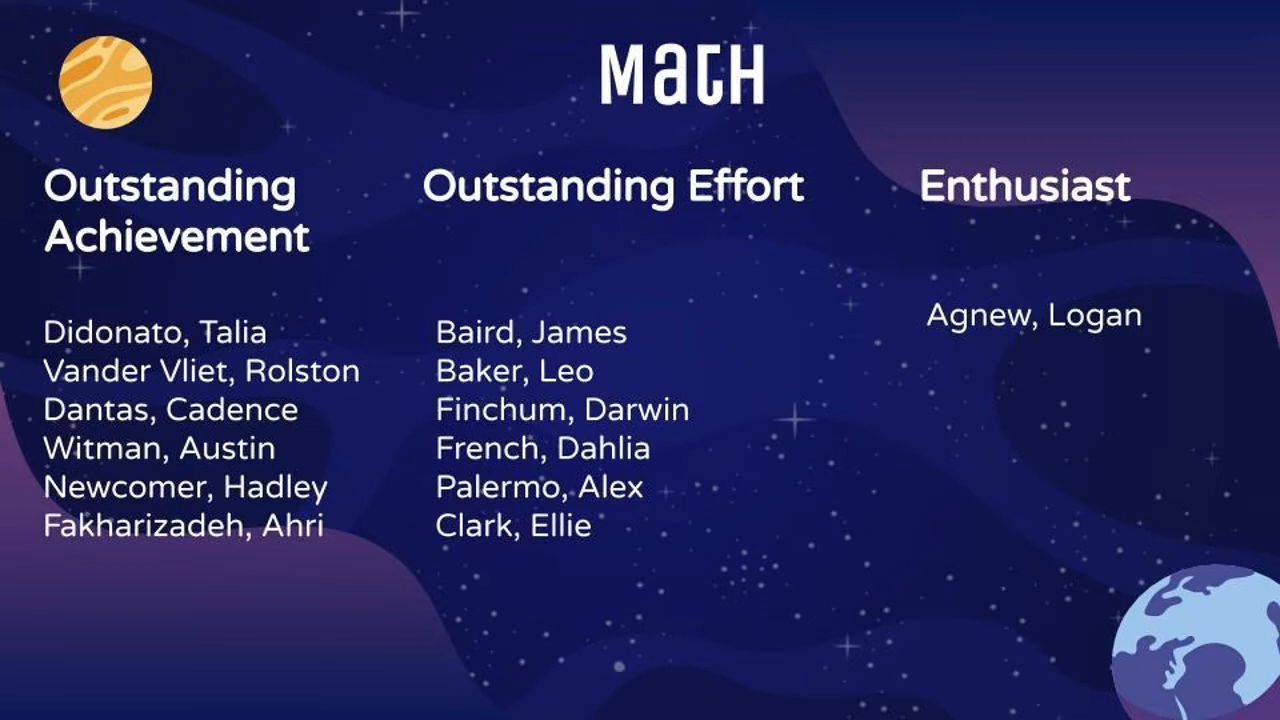 Math
Outstanding
Achievement
Didonato, Talia
Vander Vliet, Rolston
Dantas, Cadence
Witman, Austin
Newcomer, Hadley
Fakharizadeh, Ahri
Outstanding Effort
Baird, James
Baker, Leo
Finchum, Darwin
French, Dahlia
Palermo, Alex
Clark, Ellie
Enthusiast
Agnew, Logan